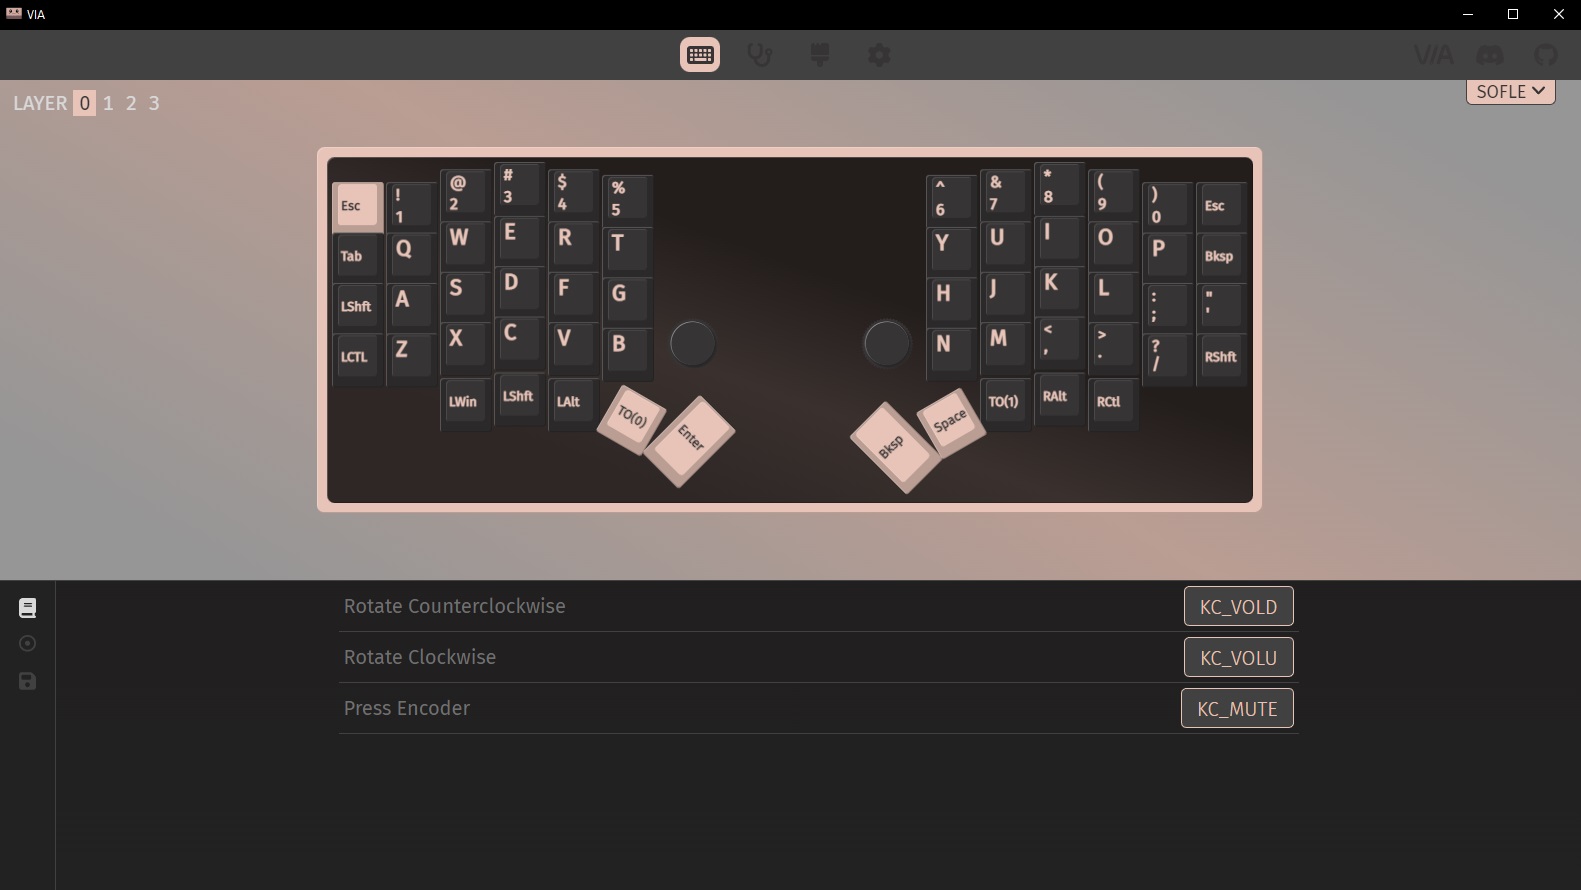 VIA
VIA
LAYER 0 1 2 3
SOFLE
Esc ! 1 @ 2 # 3 $ 4 % 5 ^ 6 & 7 * 8 ( 9 ) 0 Esc
Tab Q W E R T Y U I O P Bksp
LShft A S D F G H J K L : ; " '
LCTL Z X C V B N M < , > . ? / RShft
LWin LShft LAlt TO(0) Enter Bksp Space TO(1) RAlt RCtl
Rotate Counterclockwise KC_VOLD
Rotate Clockwise KC_VOLU
Press Encoder KC_MUTE